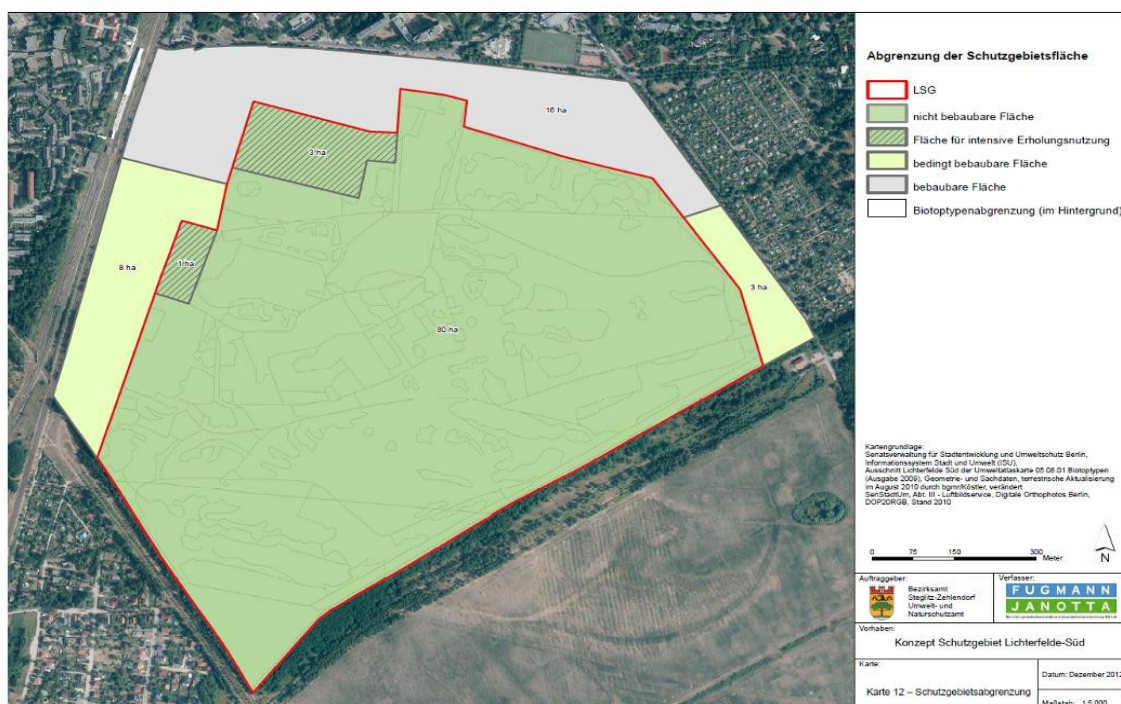 16 ha
3 ha
1 ha
8 ha
3 ha
80 ha
Abgrenzung der Schutzgebietsfläche
LSG
nicht bebaubare Fläche
Fläche für intensive Erholungsnutzung
bedingt bebaubare Fläche
bebaubare Fläche
Biotoptypenabgrenzung (im Hintergrund)
Kartengrundlage:
Senatsverwaltung für Stadtentwicklung und Umweltschutz Berlin,
Informationssystem Stadt und Umwelt (ISU),
Ausschnitt Lichterfelde Süd der Umweltatlaskarte 05.08.01 Biotoptypen
(Ausgabe 2009), Geometrie- und Sachdaten, terrestrische Aktualisierung
im August 2010 durch bgmr/Köstler, verändert
SenStadtUm, Abt. III - Luftbildservice, Digitale Orthophotos Berlin,
DOP20RGB, Stand 2010
0 75 150 300
Meter
N
Auftraggeber:
Bezirksamt
Steglitz-Zehlendorf
Umwelt- und
Naturschutzamt
Verfasser:
FUGMANN
JANOTTA
Vorhaben:
Konzept Schutzgebiet Lichterfelde-Süd
Karte:
Karte 12 – Schutzgebietsabgrenzung
Datum: Dezember 2012
Maßstab: 1:5.000